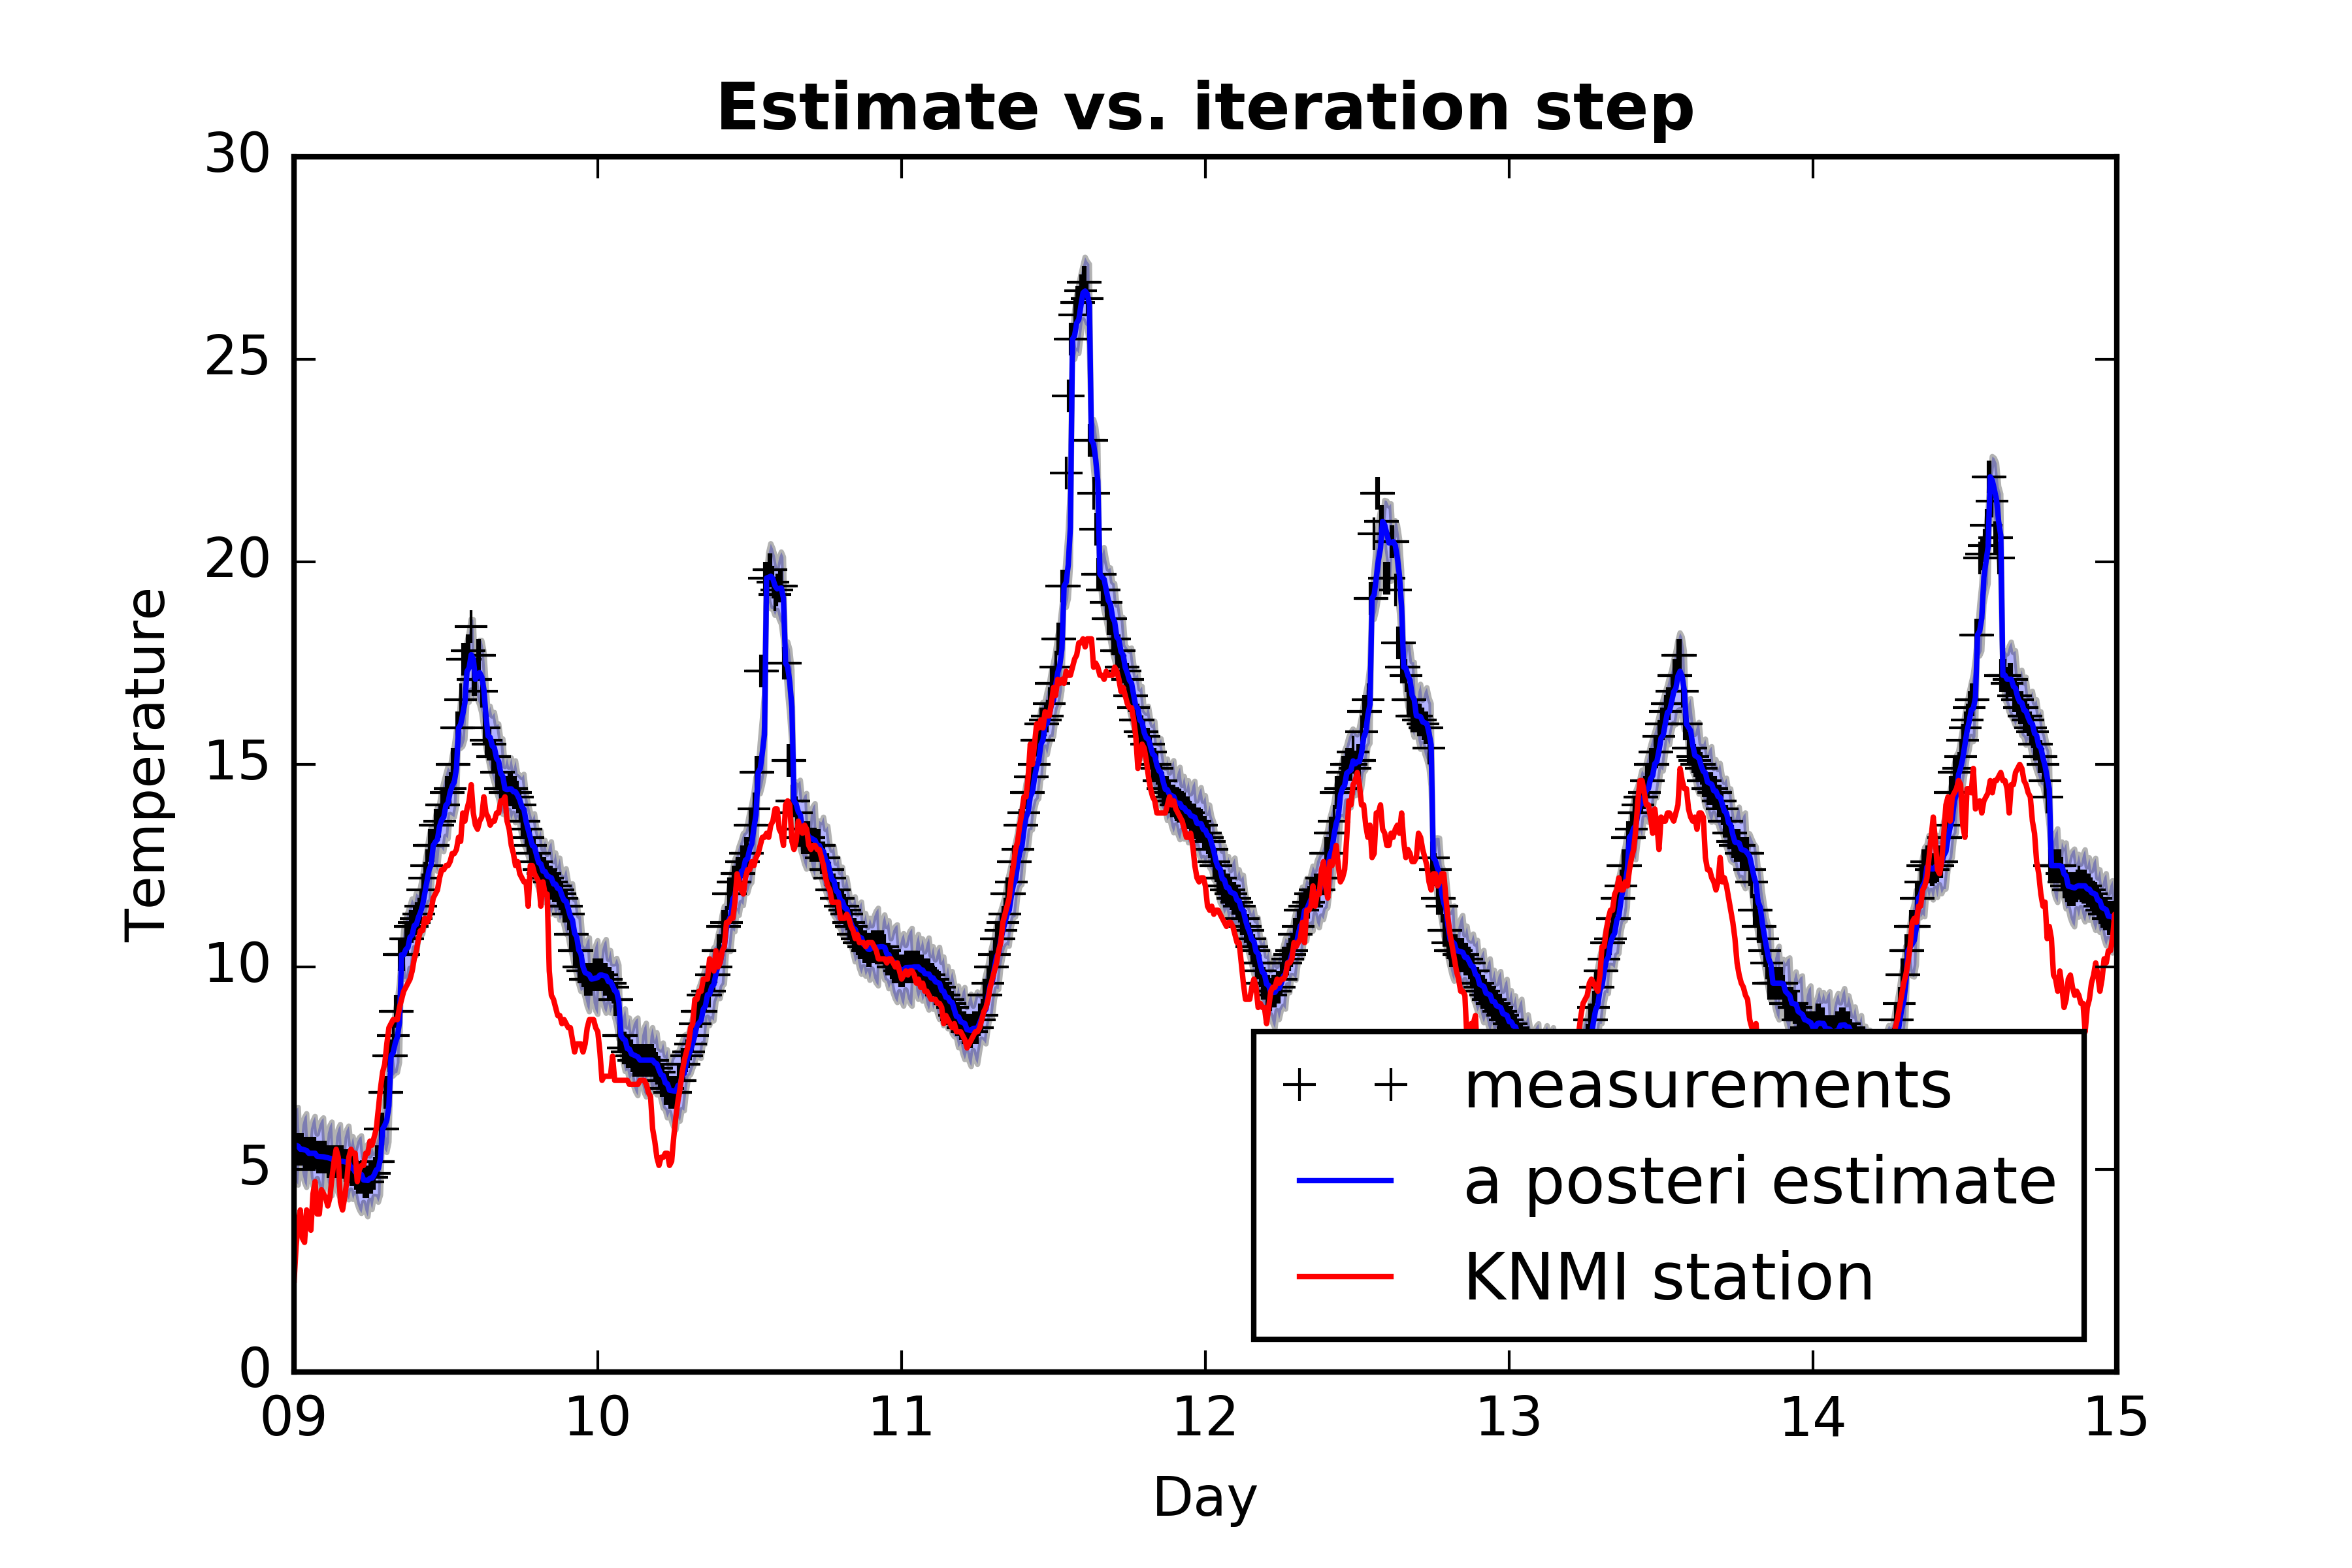 Estimate vs. iteration step
30
25
20
15
10
5
0
Temperature
09 10 11 12 13 14 15
Day
measurements
a posteri estimate
KNMI station